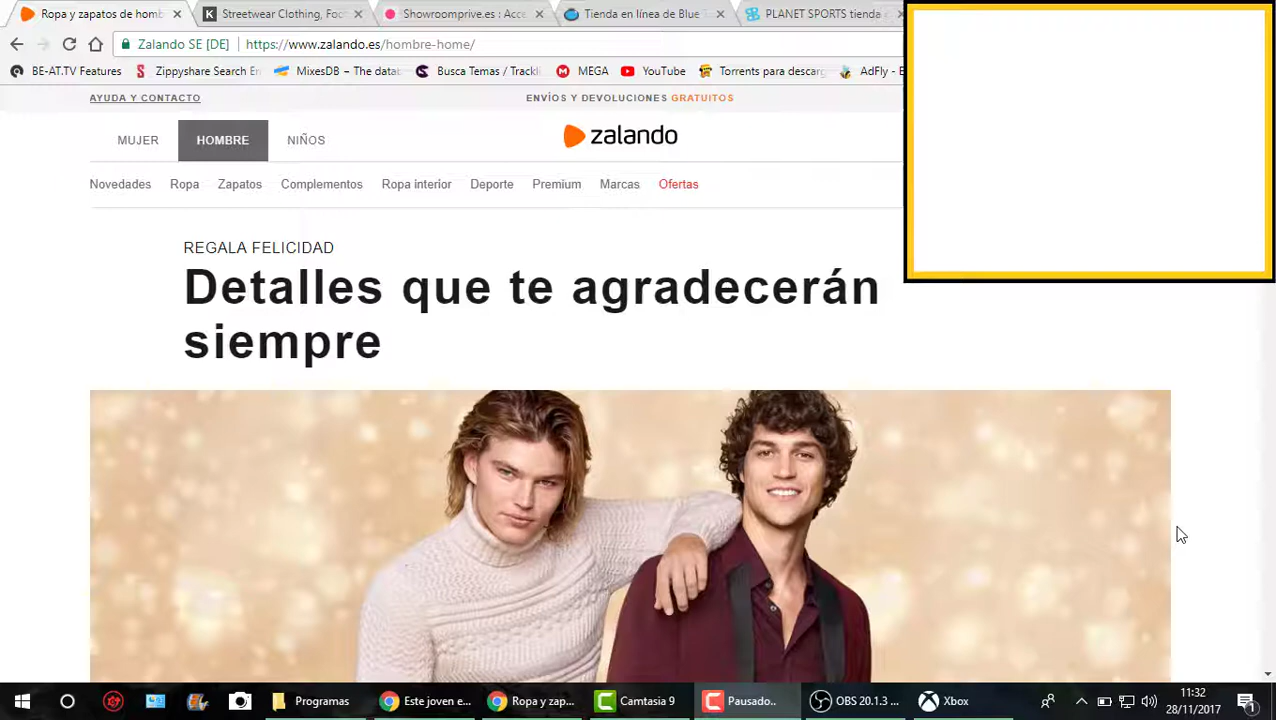 Ropa y zapatos de homb
Streetwear Clothing, Foo
Showroomprive.es : Acce
Tienda en línea de Blue
PLANET SPORTS tienda
Zalando SE [DE]
https://www.zalando.es/hombre-home/
BE-AT.TV Features
Zippyshare Search En
MixesDB – The datab
Busca Temas / Trackli
MEGA
YouTube
Torrents para descarg
AdFly - E
AYUDA Y CONTACTO
ENVÍOS Y DEVOLUCIONES GRATUITOS
MUJER
HOMBRE
NIÑOS
zalando
Novedades
Ropa
Zapatos
Complementos
Ropa interior
Deporte
Premium
Marcas
Ofertas
REGALA FELICIDAD
Detalles que te agradecerán
siempre
Programas
Este joven e...
Ropa y zap...
Camtasia 9
Pausado..
OBS 20.1.3 ...
Xbox
11:32
28/11/2017
1